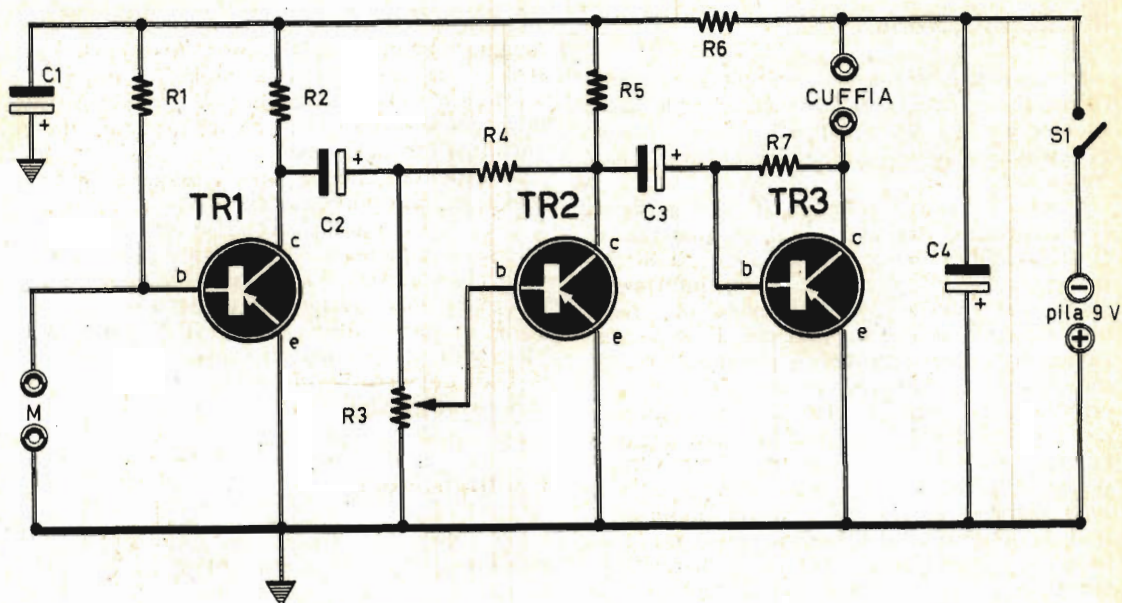 C1
+
R1
R2
R4
R5
R6
CUFFIA
R7
S1
TR1
C2
+
TR2
C3
+
TR3
C4
+
b
c
e
b
c
e
b
c
e
−
pila 9 V
+
M
R3